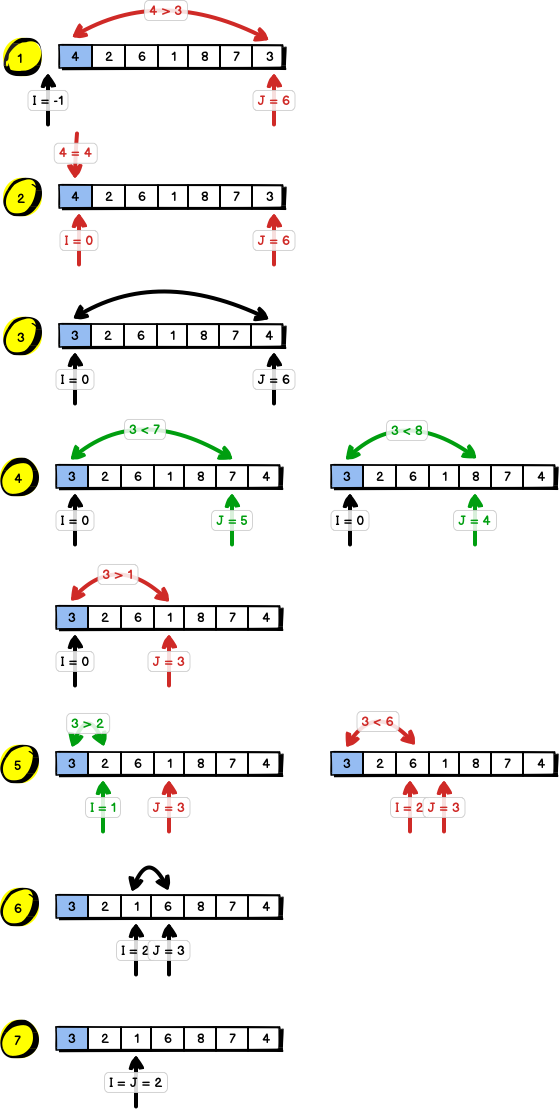 4 > 3
1 4 2 6 1 8 7 3
I = -1 J = 6
4 = 4
2 4 2 6 1 8 7 3
I = 0 J = 6
3 3 2 6 1 8 7 4
I = 0 J = 6
3 < 7 3 < 8
4 3 2 6 1 8 7 4 3 2 6 1 8 7 4
I = 0 J = 5 I = 0 J = 4
3 > 1
3 2 6 1 8 7 4
I = 0 J = 3
3 > 2 3 < 6
5 3 2 6 1 8 7 4 3 2 6 1 8 7 4
I = 1 J = 3 I = 2 J = 3
6 3 2 1 6 8 7 4
I = 2 J = 3
7 3 2 1 6 8 7 4
I = J = 2